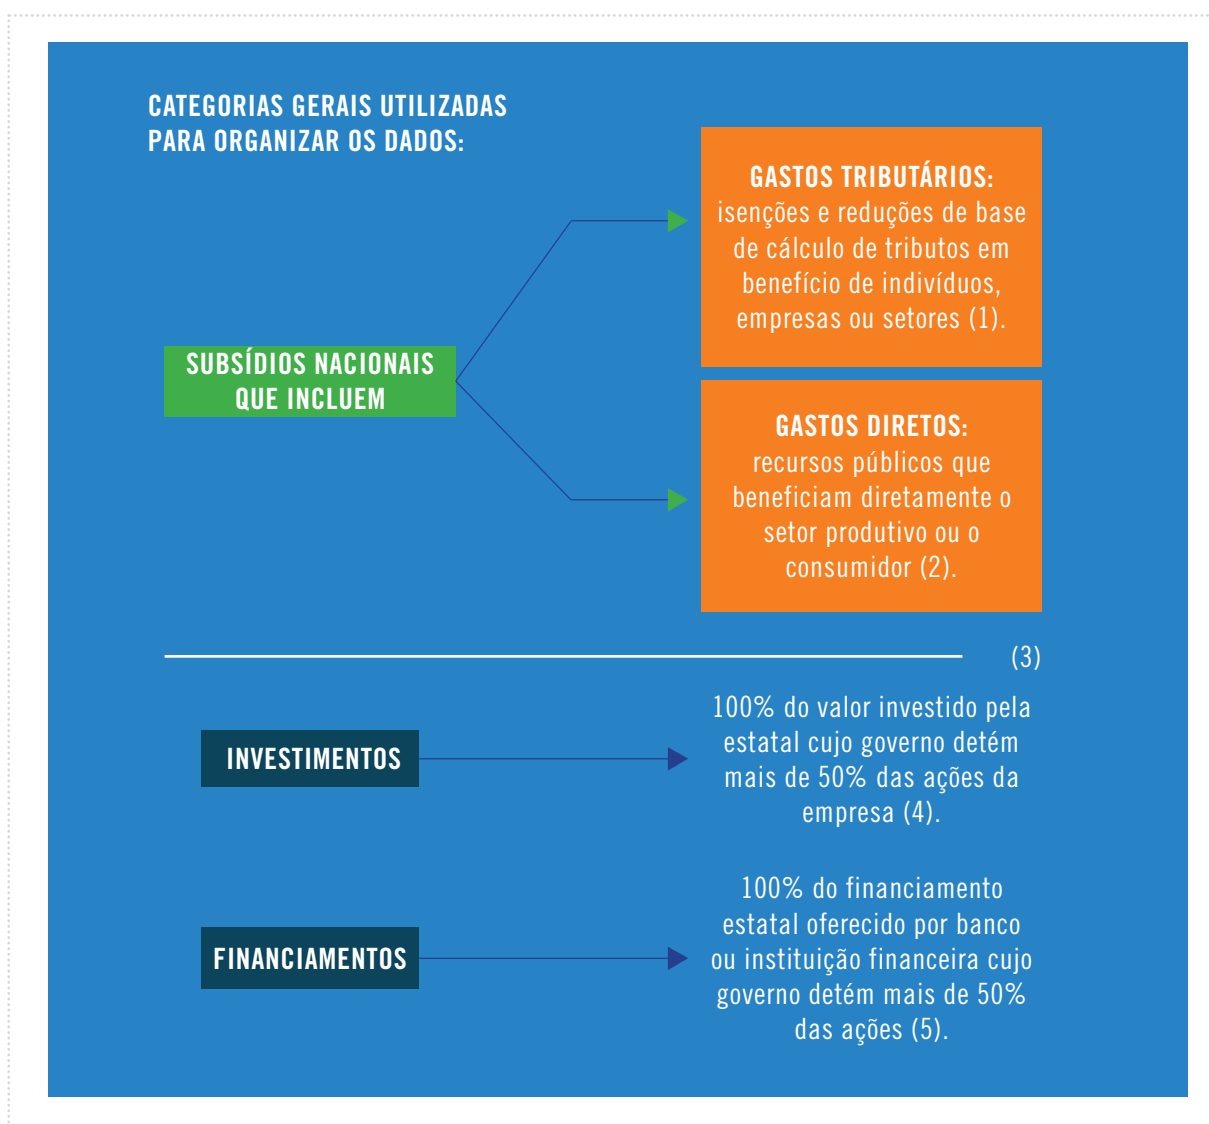 CATEGORIAS GERAIS UTILIZADAS
PARA ORGANIZAR OS DADOS:
SUBSÍDIOS NACIONAIS
QUE INCLUEM
GASTOS TRIBUTÁRIOS:
isenções e reduções de base
de cálculo de tributos em
benefício de indivíduos,
empresas ou setores (1).
GASTOS DIRETOS:
recursos públicos que
beneficiam diretamente o
setor produtivo ou o
consumidor (2).
(3)
INVESTIMENTOS
100% do valor investido pela
estatal cujo governo detém
mais de 50% das ações da
empresa (4).
FINANCIAMENTOS
100% do financiamento
estatal oferecido por banco
ou instituição financeira cujo
governo detém mais de 50%
das ações (5).